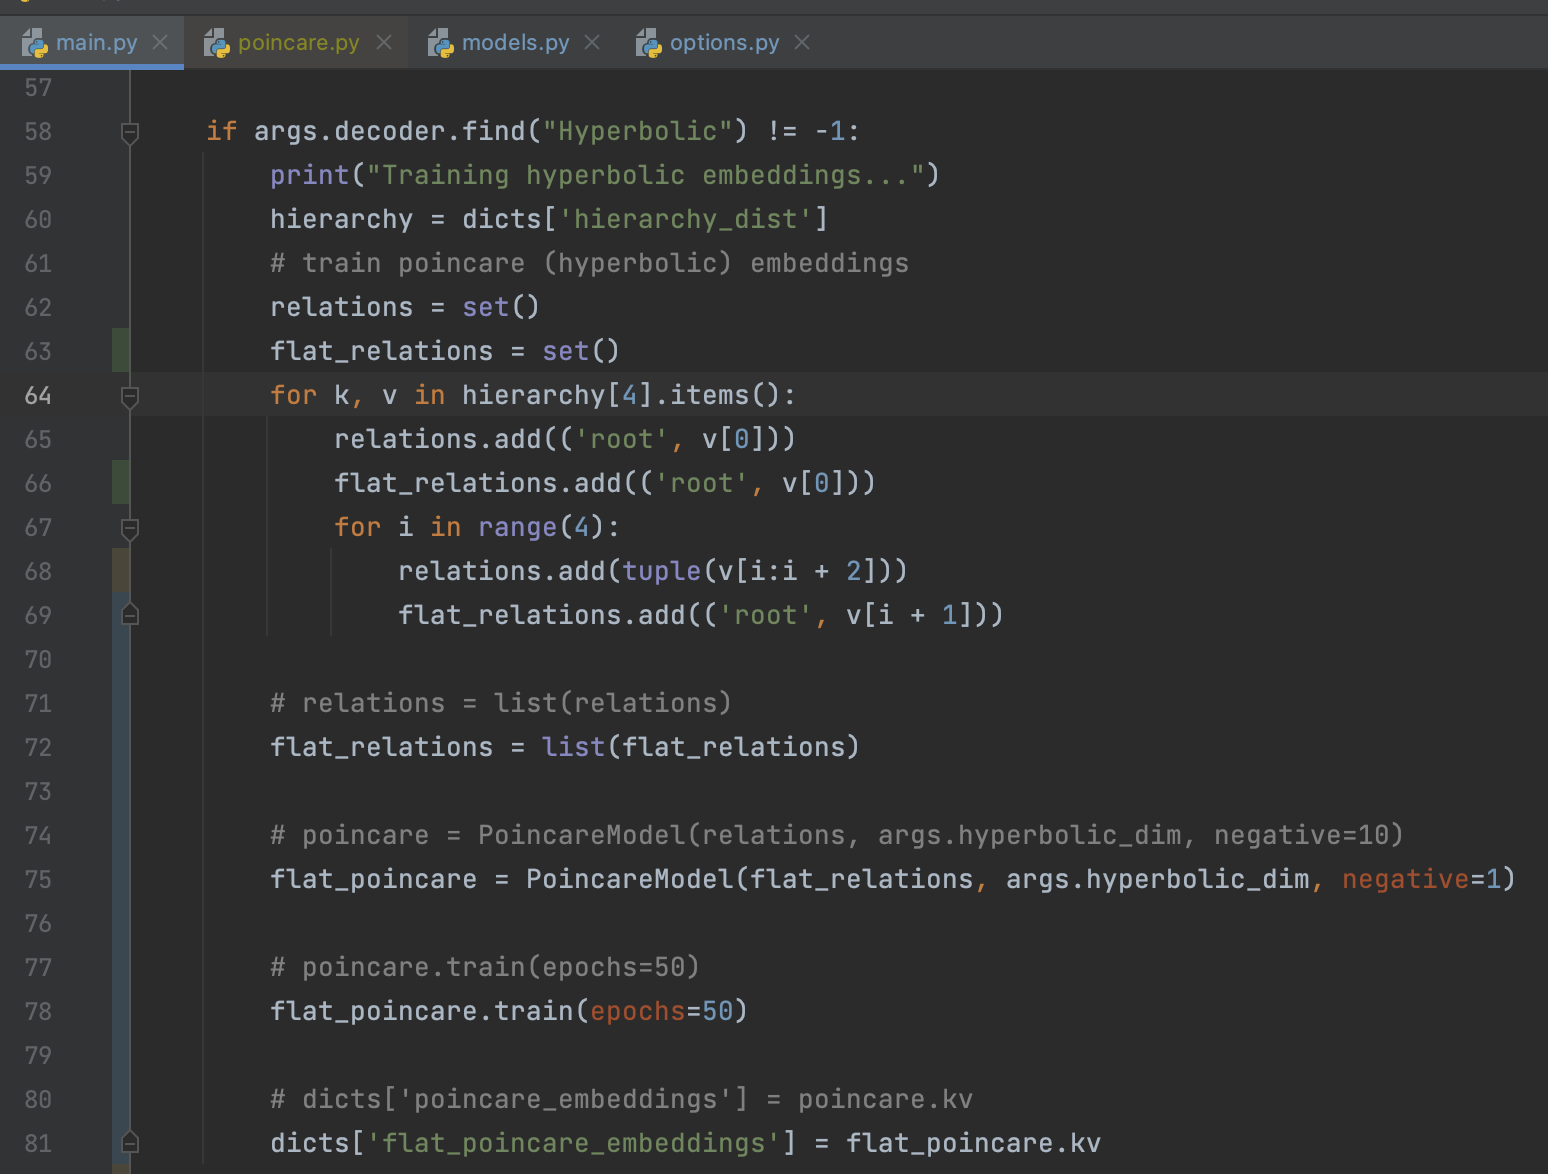 main.py poincare.py models.py options.py
57
58 if args.decoder.find("Hyperbolic") != -1:
59 print("Training hyperbolic embeddings...")
60 hierarchy = dicts['hierarchy_dist']
61 # train poincare (hyperbolic) embeddings
62 relations = set()
63 flat_relations = set()
64 for k, v in hierarchy[4].items():
65 relations.add(('root', v[0]))
66 flat_relations.add(('root', v[0]))
67 for i in range(4):
68 relations.add(tuple(v[i:i + 2]))
69 flat_relations.add(('root', v[i + 1]))
70
71 # relations = list(relations)
72 flat_relations = list(flat_relations)
73
74 # poincare = PoincareModel(relations, args.hyperbolic_dim, negative=10)
75 flat_poincare = PoincareModel(flat_relations, args.hyperbolic_dim, negative=1)
76
77 # poincare.train(epochs=50)
78 flat_poincare.train(epochs=50)
79
80 # dicts['poincare_embeddings'] = poincare.kv
81 dicts['flat_poincare_embeddings'] = flat_poincare.kv